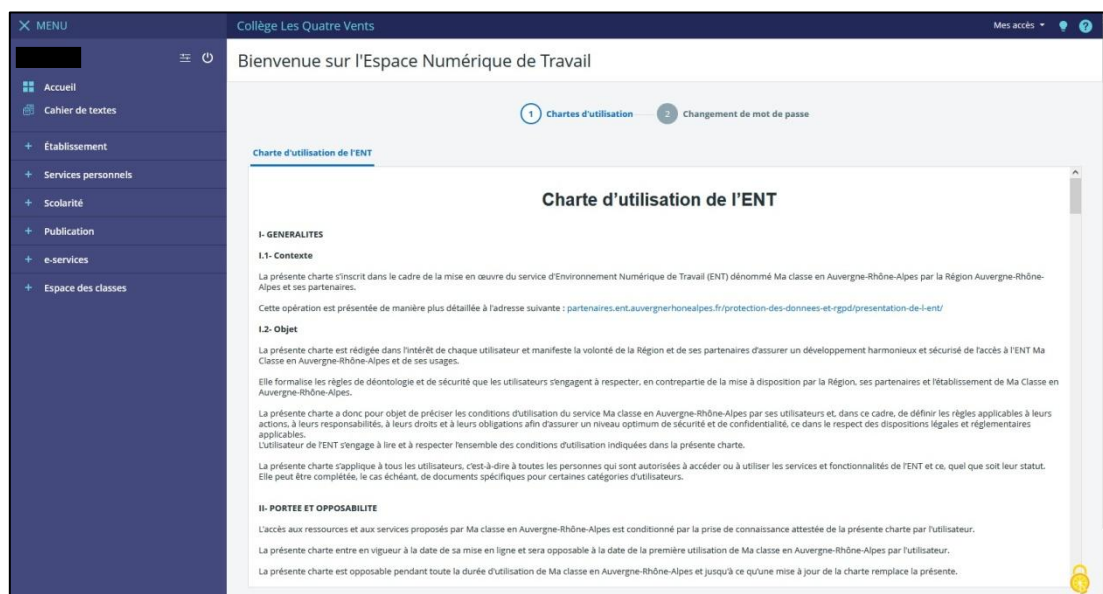 MENU
Collège Les Quatre Vents
Mes accès
?
Bienvenue sur l'Espace Numérique de Travail
Accueil
Cahier de textes
+ Établissement
+ Services personnels
+ Scolarité
+ Publication
+ e-services
+ Espace des classes
1 Chartes d'utilisation
2 Changement de mot de passe
Charte d'utilisation de l'ENT
Charte d'utilisation de l'ENT
I- GENERALITES
I.1- Contexte
La présente charte s'inscrit dans le cadre de la mise en œuvre du service d'Environnement Numérique de Travail (ENT) dénommé Ma classe en Auvergne-Rhône-Alpes par la Région Auvergne-Rhône-
Alpes et ses partenaires.
Cette opération est présentée de manière plus détaillée à l'adresse suivante : partenaires.ent.auvergnerhonealpes.fr/protection-des-donnees-et-rgpd/presentation-de-l-ent/
I.2- Objet
La présente charte est rédigée dans l'intérêt de chaque utilisateur et manifeste la volonté de la Région et de ses partenaires d'assurer un développement harmonieux et sécurisé de l'accès à l'ENT Ma
Classe en Auvergne-Rhône-Alpes et de ses usages.
Elle formalise les règles de déontologie et de sécurité que les utilisateurs s'engagent à respecter, en contrepartie de la mise à disposition par la Région, ses partenaires et l'établissement de Ma Classe en
Auvergne-Rhône-Alpes.
La présente charte a donc pour objet de préciser les conditions d'utilisation du service Ma classe en Auvergne-Rhône-Alpes par ses utilisateurs et, dans ce cadre, de définir les règles applicables à leurs
actions, à leurs responsabilités, à leurs droits et à leurs obligations afin d'assurer un niveau optimum de sécurité et de confidentialité, ce dans le respect des dispositions légales et réglementaires
applicables.
L'utilisateur de l'ENT s'engage à lire et à respecter l'ensemble des conditions d'utilisation indiquées dans la présente charte.
La présente charte s'applique à tous les utilisateurs, c'est-à-dire à toutes les personnes qui sont autorisées à accéder ou à utiliser les services et fonctionnalités de l'ENT et ce, quel que soit leur statut.
Elle peut être complétée, le cas échéant, de documents spécifiques pour certaines catégories d'utilisateurs.
II- PORTEE ET OPPOSABILITE
L'accès aux ressources et aux services proposés par Ma classe en Auvergne-Rhône-Alpes est conditionné par la prise de connaissance attestée de la présente charte par l'utilisateur.
La présente charte entre en vigueur à la date de sa mise en ligne et sera opposable à la date de la première utilisation de Ma classe en Auvergne-Rhône-Alpes par l'utilisateur.
La présente charte est opposable pendant toute la durée d'utilisation de Ma classe en Auvergne-Rhône-Alpes et jusqu'à ce qu'une mise à jour de la charte remplace la présente.